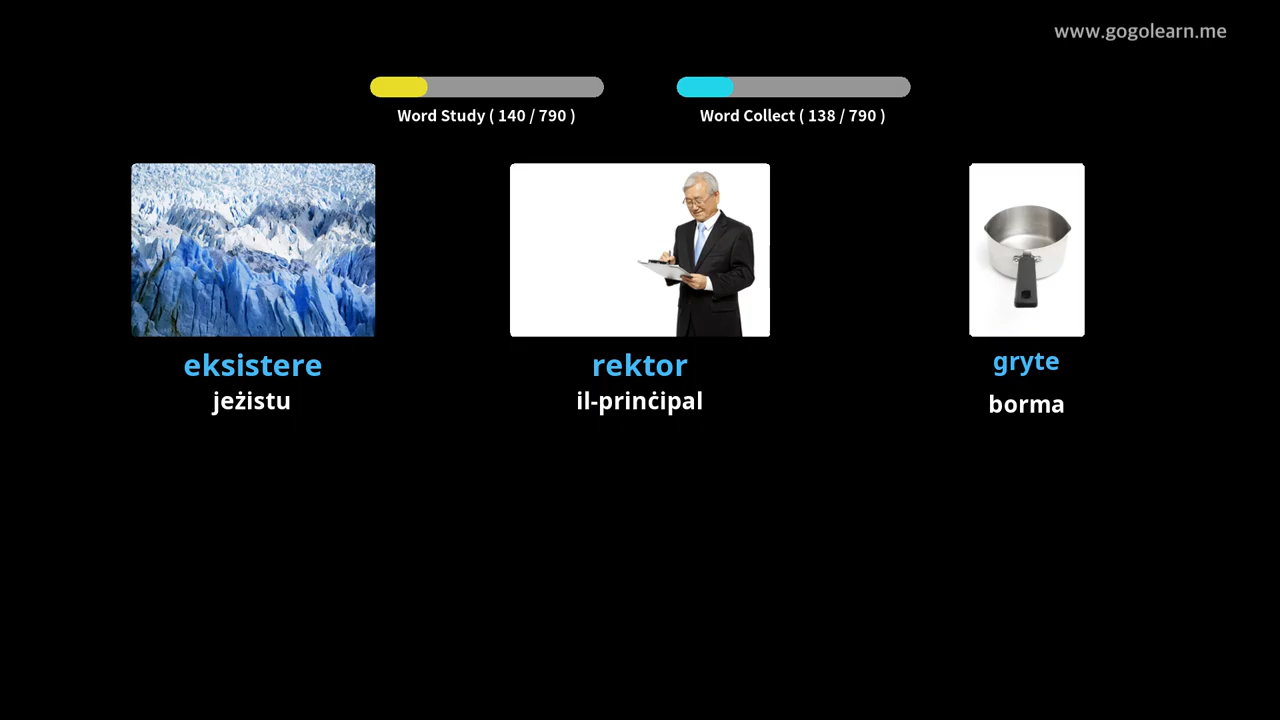 www.gogolearn.me
Word Study ( 140 / 790 )
Word Collect ( 138 / 790 )
eksistere
jeżistu
rektor
il-prinċipal
gryte
borma